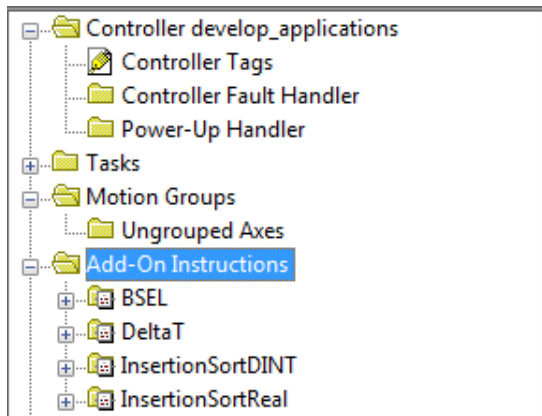 Controller develop_applications
Controller Tags
Controller Fault Handler
Power-Up Handler
Tasks
Motion Groups
Ungrouped Axes
Add-On Instructions
BSEL
DeltaT
InsertionSortDINT
InsertionSortReal